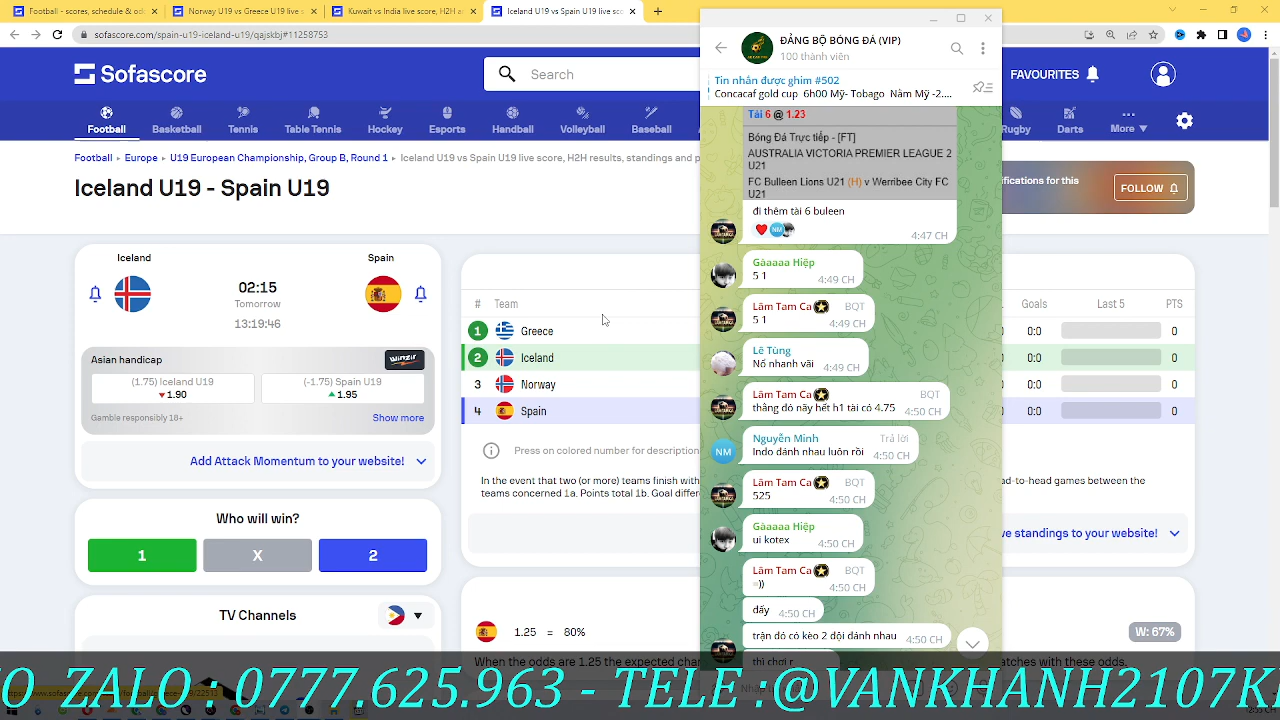 Scores, odds, schedule & odc
Norway U19 vs Greece U19 live
Kuwait vs India live score, H2H a
Iceland U19 vs Spain U19 live sco
Sofascore
Search
FAVOURITES
Football
Basketball
Tennis
Table Tennis
Hockey
Esports
Handball
Volleyball
Baseball
Rugby
Darts
More
Football
Europe
U19 European Championship, Group B, Round 1
Iceland U19 vs Spain U19 live score, H2H results, standings and p
Iceland U19 - Spain U19
ifications for this
FOLLOW
Iceland
Spain
02:15
Tomorrow
13:19:46
Asian handicap
Winzir
(1.75) Iceland U19
1.90
(-1.75) Spain U19
1.95
Gamble responsibly 18+
Show more
Add Attack Momentum to your website!
Who will win?
1
X
2
TV Channels
# Team
Goals
Last 5
PTS
1 Greece
0:0
0
2 Iceland
0:0
0
3 Norway
0:0
0
4 Spain
0:0
0
Press on colored number for description
In the event that two (or more) teams finish with
ad-to-head games between the
teams concerned 1a. Points total 1b. Goal differ
ve standings to your website!
1.25 = 80%
W: 67%
When the odds are 1.25 the expected chan
atches with these odds.
ĐẢNG BỘ BÓNG ĐÁ (VIP)
100 thành viên
Tin nhắn được ghim #502
Concacaf gold cup 6h00 Mỹ- Tobago Nằm Mỹ -2....
Tài 6 @ 1.23
Bóng Đá Trực tiếp - [FT]
AUSTRALIA VICTORIA PREMIER LEAGUE 2
U21
FC Bulleen Lions U21 (H) v Werribee City FC
U21
đi thêm tài 6 buleen
NM
4:47 CH
Gàaaaa Hiệp
5 1
4:49 CH
Lâm Tam Ca
BQT
5 1
4:49 CH
Lê Tùng
Nổ nhanh vãi
4:49 CH
Lâm Tam Ca
BQT
thằng đó này hết h1 tài có 4.75
4:50 CH
NM
Nguyễn Minh
Trả lời
Indo đánh nhau luôn rồi
4:50 CH
Lâm Tam Ca
BQT
525
4:50 CH
Gàaaaa Hiệp
ui kotex
4:50 CH
Lâm Tam Ca
BQT
=))
4:50 CH
dấy
4:50 CH
trận đó có kèo 2 đội đánh nhau
4:50 CH
thì chơi r
O ZALO : 0777.625.963 - TELE :@VANKHANH2107K